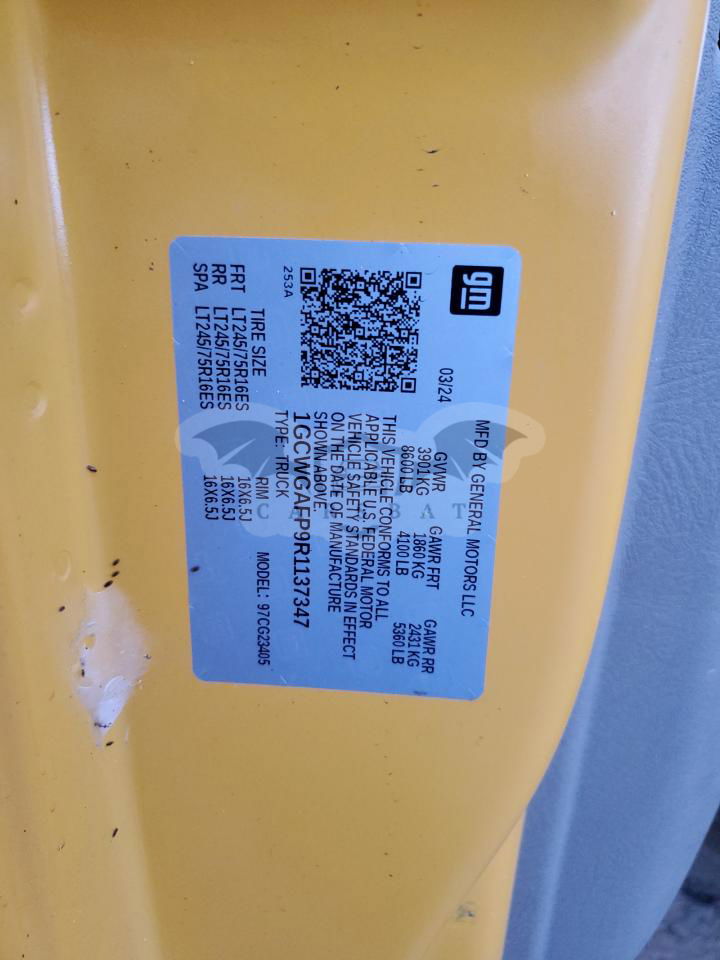 gm
MFD BY GENERAL MOTORS LLC
03/24
GVWR GAWR FRT GAWR RR
3901 KG 1860 KG 2431 KG
8600 LB 4100 LB 5360 LB
THIS VEHICLE CONFORMS TO ALL
APPLICABLE U.S. FEDERAL MOTOR
VEHICLE SAFETY STANDARDS IN EFFECT
ON THE DATE OF MANUFACTURE
SHOWN ABOVE.
1GCWGAFP9R1137347
TYPE: TRUCK
253A
MODEL: 97CG23405
TIRE SIZE RIM
FRT LT245/75R16ES 16X6.5J
RR LT245/75R16ES 16X6.5J
SPA LT245/75R16ES 16X6.5J